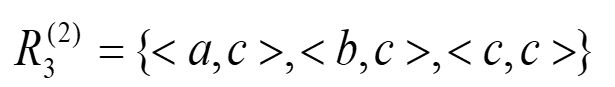 R_3^{(2)} = {< a, c >, < b, c >, < c, c >}